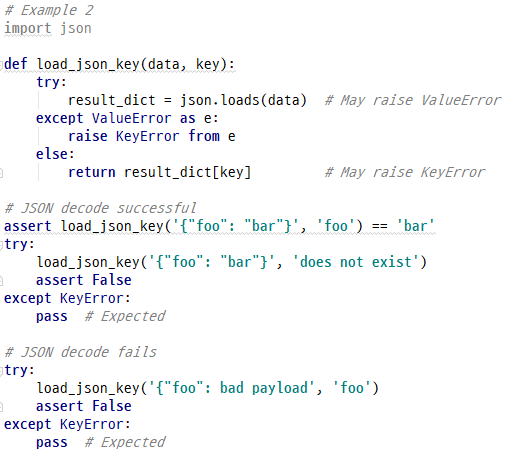 # Example 2
import json
def load_json_key(data, key):
    try:
        result_dict = json.loads(data)  # May raise ValueError
    except ValueError as e:
        raise KeyError from e
    else:
        return result_dict[key]         # May raise KeyError
# JSON decode successful
assert load_json_key('{"foo": "bar"}', 'foo') == 'bar'
try:
    load_json_key('{"foo": "bar"}', 'does not exist')
    assert False
except KeyError:
    pass  # Expected
# JSON decode fails
try:
    load_json_key('{"foo": bad payload', 'foo')
    assert False
except KeyError:
    pass  # Expected